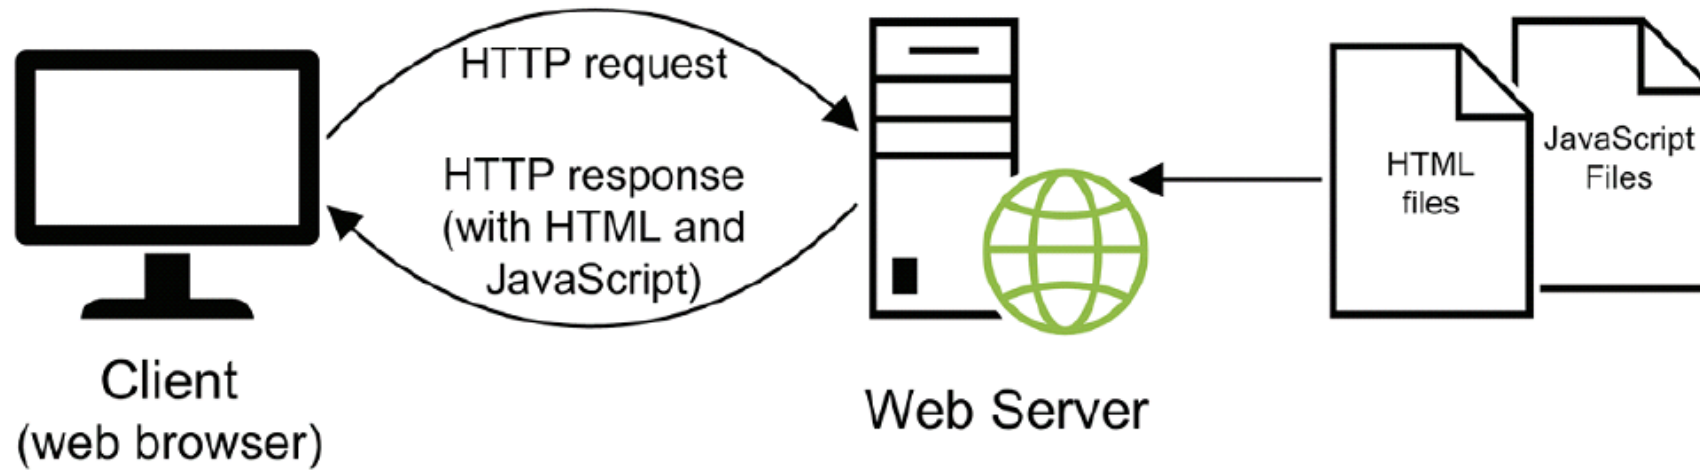 HTTP request
HTTP response
(with HTML and
JavaScript)
Client
(web browser)
Web Server
HTML
files
JavaScript
Files